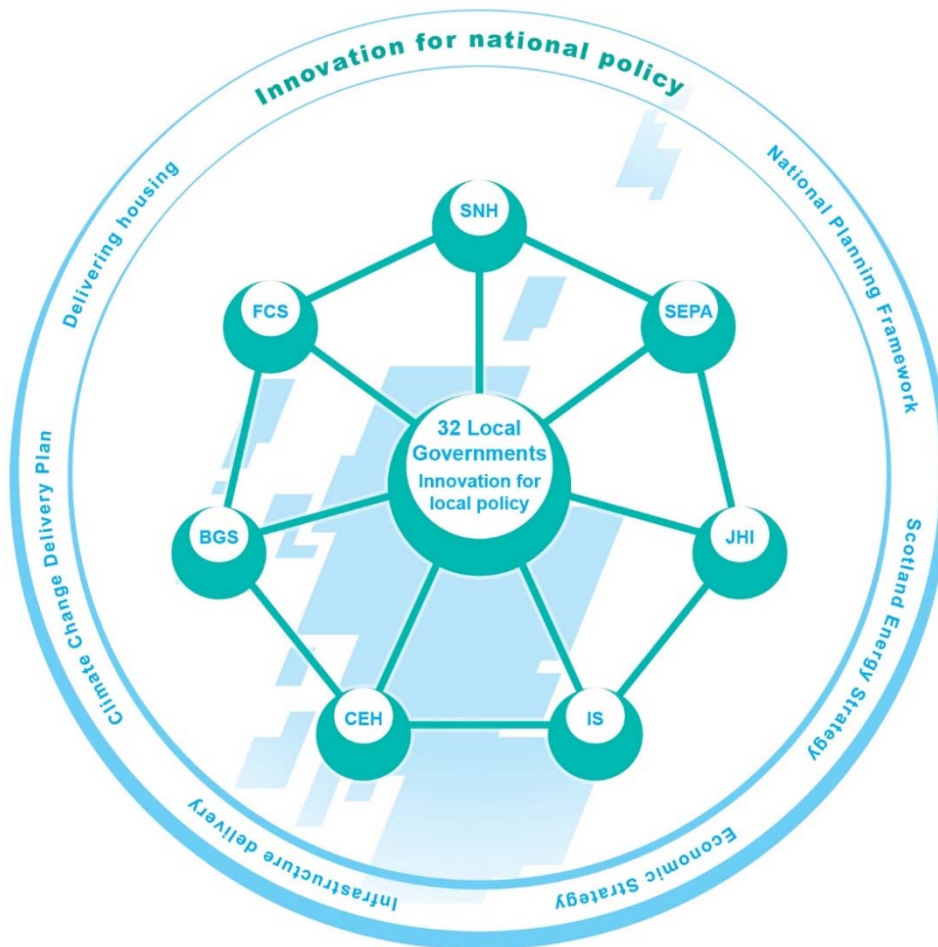 Innovation for national policy
National Planning Framework
Scotland Energy Strategy
Economic Strategy
Infrastructure delivery
Climate Change Delivery Plan
Delivering housing
SNH
FCS
SEPA
32 Local
Governments
Innovation for
local policy
BGS
JHI
CEH
IS